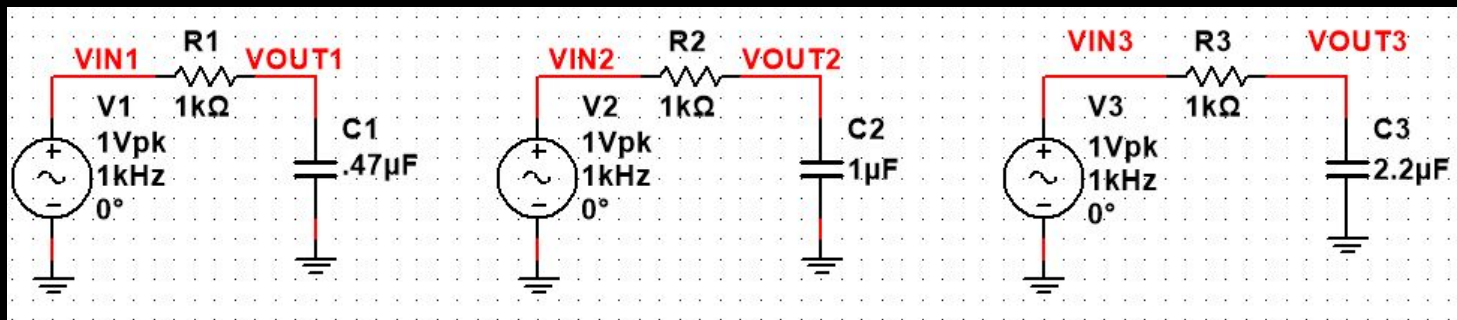 VIN1
R1
VOUT1
1kΩ
V1
1Vpk
1kHz
0°
C1
.47µF
VIN2
R2
VOUT2
1kΩ
V2
1Vpk
1kHz
0°
C2
1µF
VIN3
R3
VOUT3
1kΩ
V3
1Vpk
1kHz
0°
C3
2.2µF